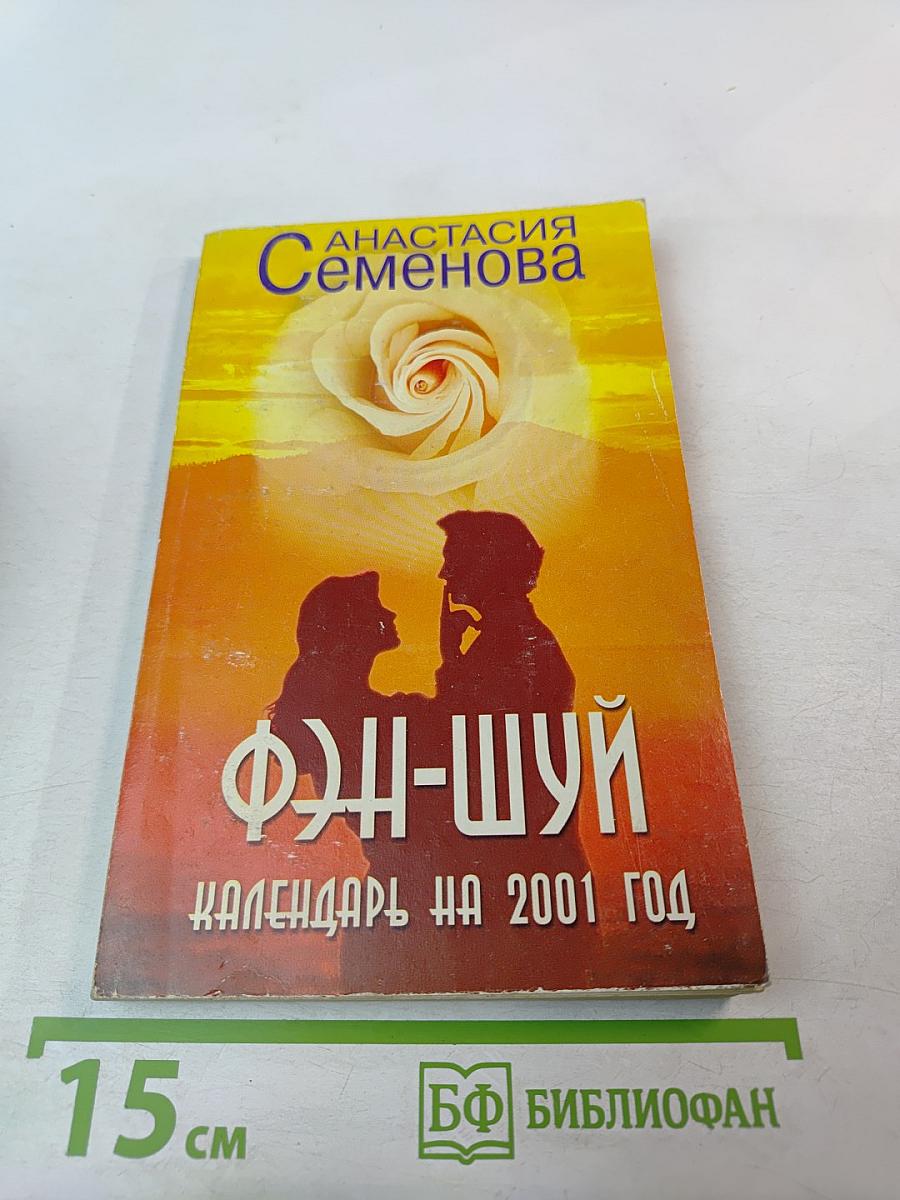 АНАСТАСИЯ
Семенова
ФЭН-ШУЙ
КАЛЕНДАРЬ НА 2001 ГОД
15 см
БФ БИБЛИОФАН